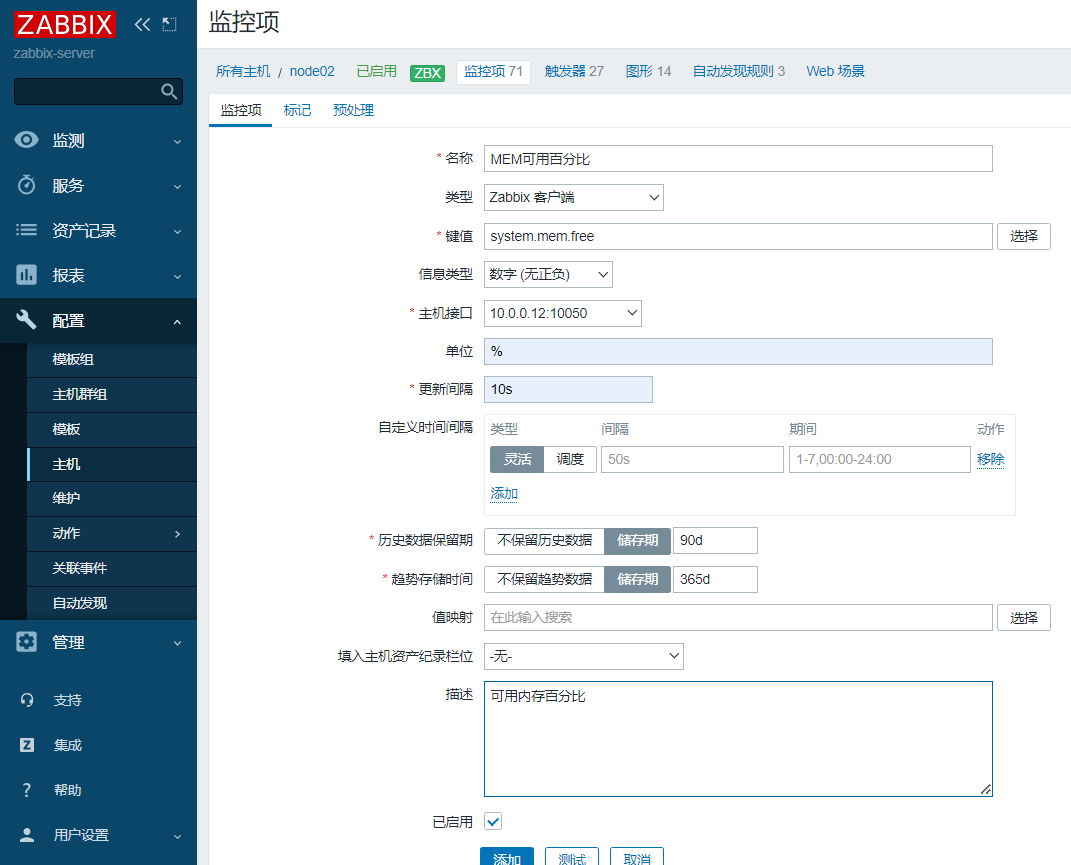 ZABBIX
zabbix-server
监测
服务
资产记录
报表
配置
模板组
主机群组
模板
主机
维护
动作
关联事件
自动发现
管理
支持
集成
帮助
用户设置
监控项
所有主机 / node02 已启用 ZBX 监控项 71 触发器 27 图形 14 自动发现规则 3 Web 场景
监控项 标记 预处理
* 名称 MEM可用百分比
类型 Zabbix 客户端
* 键值 system.mem.free 选择
信息类型 数字 (无正负)
* 主机接口 10.0.0.12:10050
单位 %
* 更新间隔 10s
自定义时间间隔 类型 间隔 期间 动作
灵活 调度 50s 1-7,00:00-24:00 移除
添加
* 历史数据保留期 不保留历史数据 储存期 90d
* 趋势存储时间 不保留趋势数据 储存期 365d
值映射 在此输入搜索 选择
填入主机资产纪录栏位 -无-
描述 可用内存百分比
已启用
添加 测试 取消